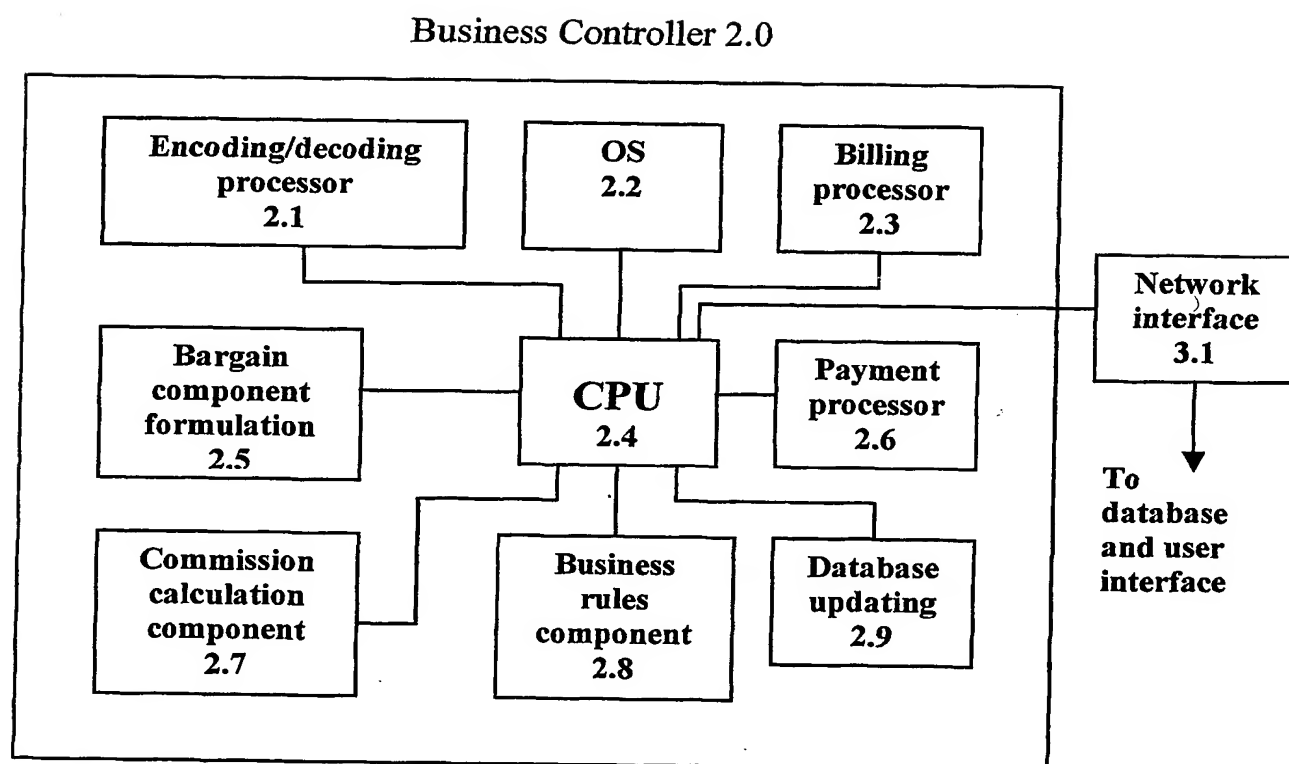 Business Controller 2.0
Encoding/decoding
processor
2.1
OS
2.2
Billing
processor
2.3
Network
interface
3.1
Bargain
component
formulation
2.5
CPU
2.4
Payment
processor
2.6
To
database
and user
interface
Commission
calculation
component
2.7
Business
rules
component
2.8
Database
updating
2.9